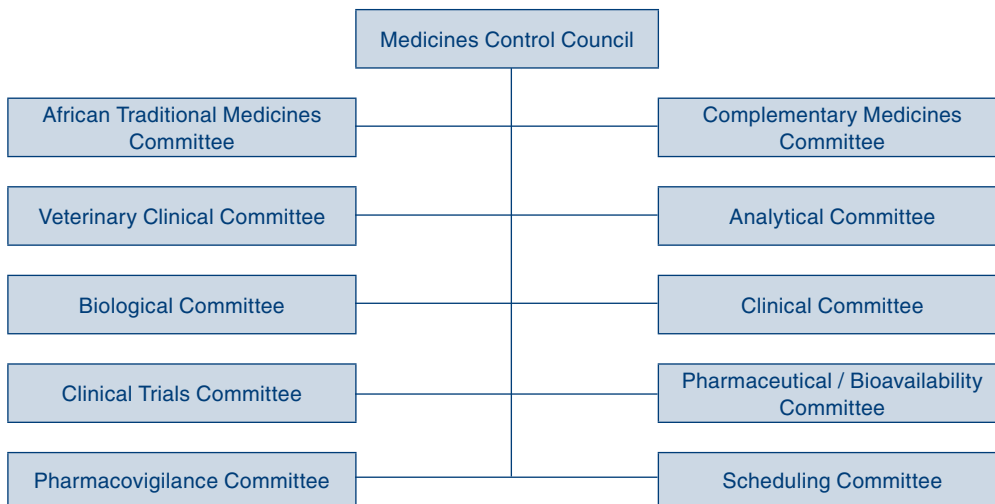 Medicines Control Council
African Traditional Medicines
Committee
Complementary Medicines
Committee
Veterinary Clinical Committee
Analytical Committee
Biological Committee
Clinical Committee
Clinical Trials Committee
Pharmaceutical / Bioavailability
Committee
Pharmacovigilance Committee
Scheduling Committee